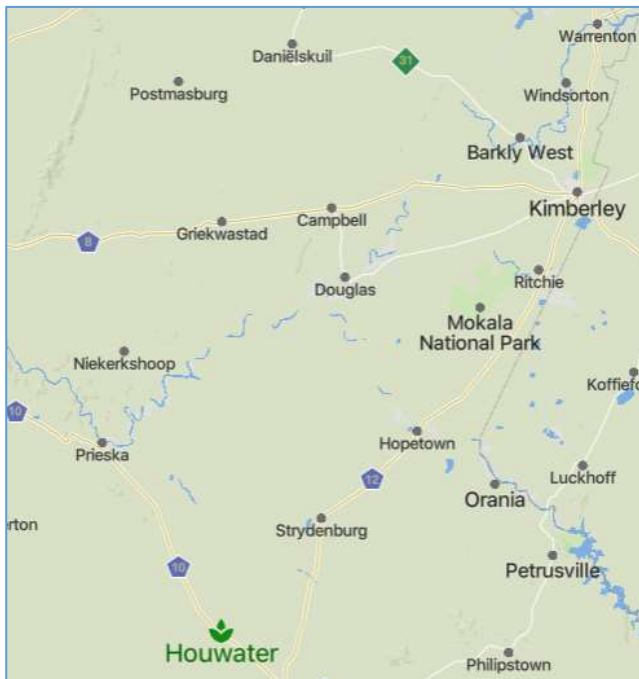 Warrenton
Daniëlskuil
31
Postmasburg
Windsorton
Barkly West
Kimberley
Campbell
Griekwastad
8
Ritchie
Douglas
Mokala
National Park
Niekerkshoop
Koffiefo
10
Hopetown
Prieska
Luckhoff
12
Orania
Strydenburg
erton
Petrusville
10
Houwater
Philipstown